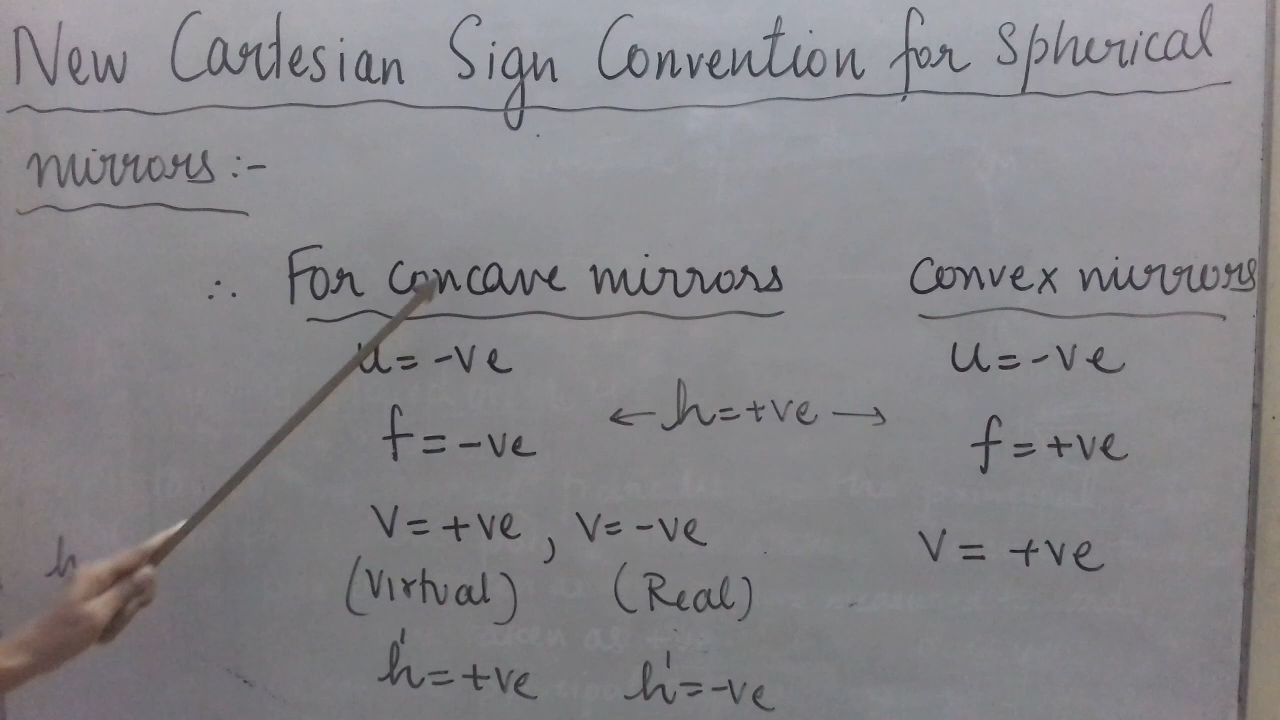 New Cartesian Sign Convention for Spherical
mirrors :-
∴ For concave mirrors
u = -ve
f = -ve
v = +ve , v = -ve
(Virtual) (Real)
h' = +ve h' = -ve
← h = +ve →
Convex mirrors
u = -ve
f = +ve
v = +ve
h